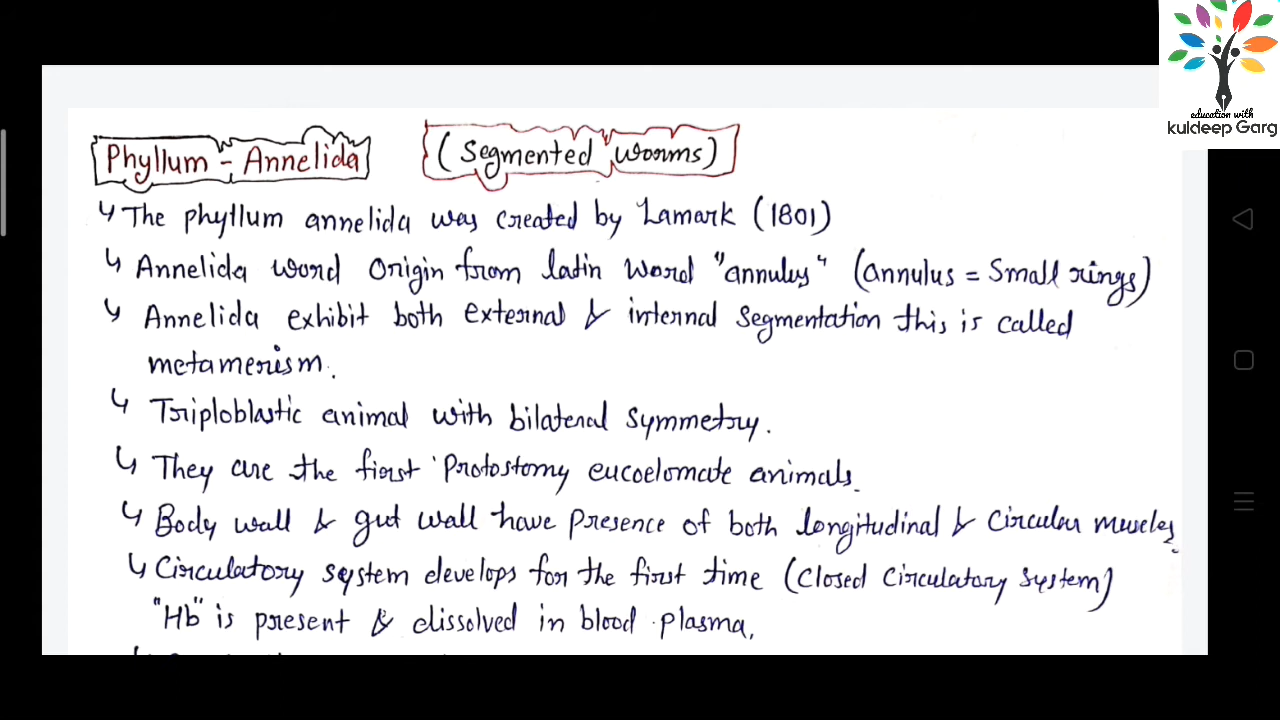 education with
kuldeep Garg
Phyllum - Annelida (Segmented worms)
↳ The phyllum annelida was created by Lamark (1801)
↳ Annelida word origin from latin word "annulus" (annulus = Small rings)
↳ Annelida exhibit both external & internal segmentation this is called
metamerism.
↳ Triploblastic animal with bilateral symmetry.
↳ They are the first Protostomy eucoelomate animals.
↳ Body wall & gut wall have presence of both longitudinal & circular muscles.
↳ Circulatory system develops for the first time (closed circulatory system)
"Hb" is present & dissolved in blood plasma.